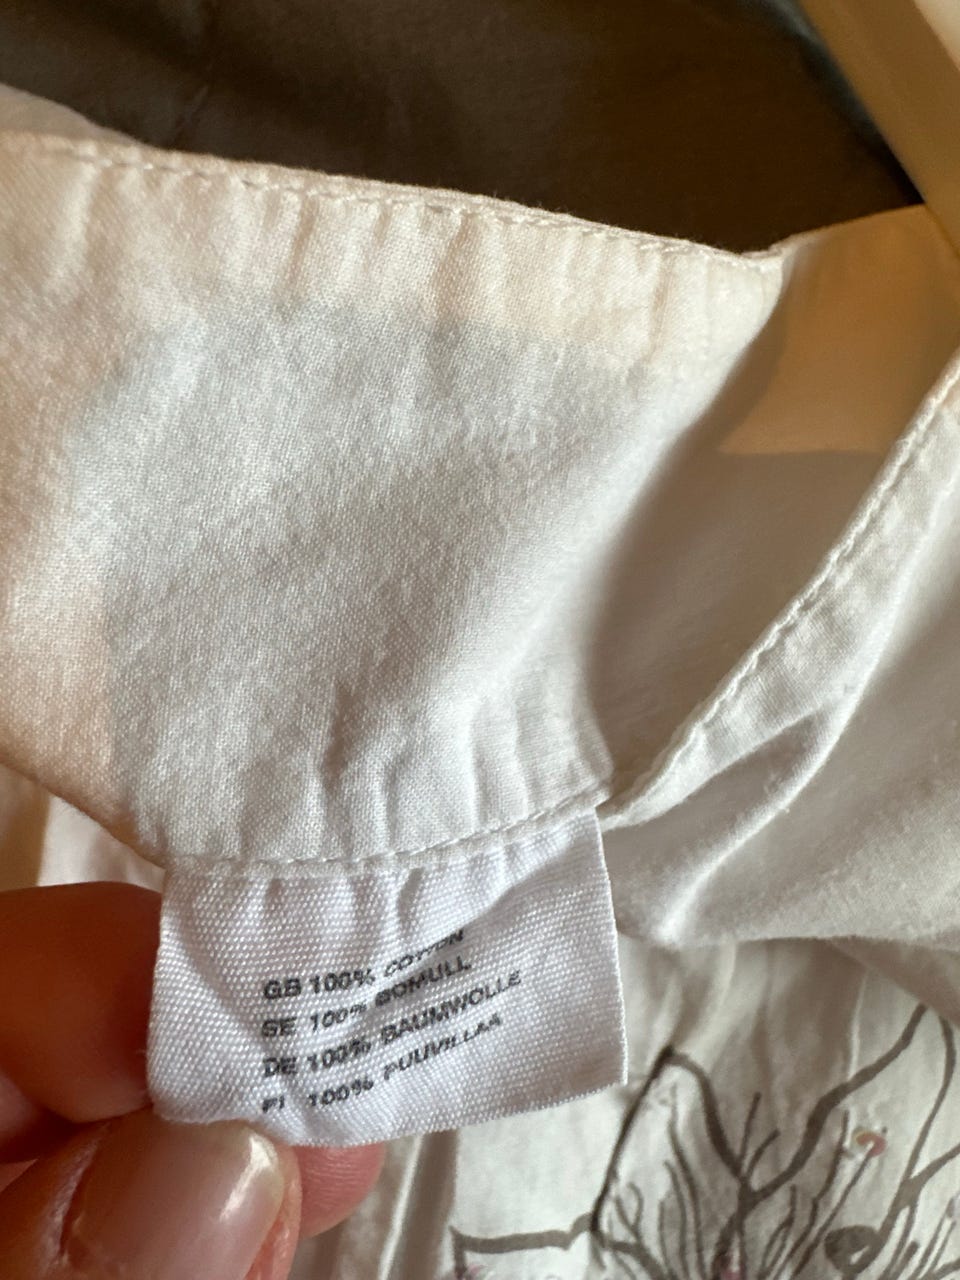 GB 100% COTTON
SE 100% BOMULL
DE 100% BAUMWOLLE
FI 100% PUUVILLAA